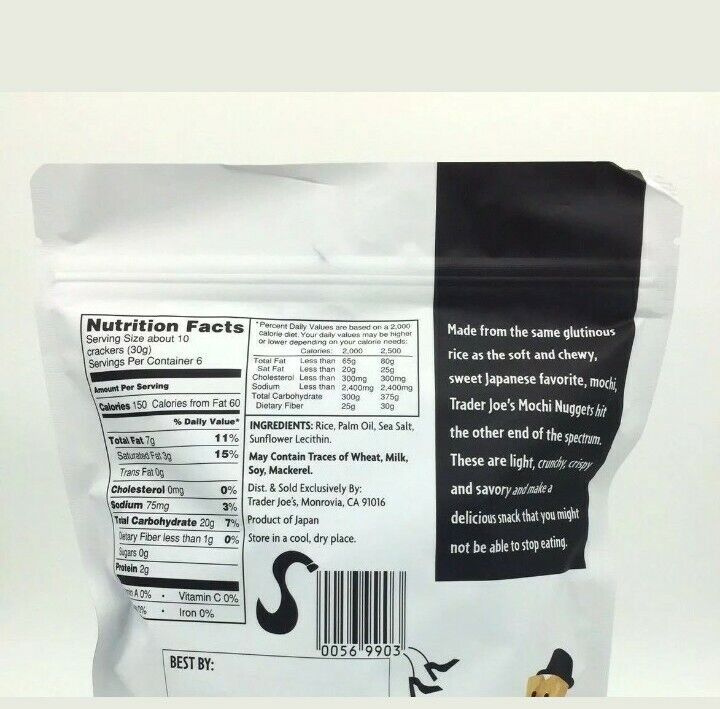 Nutrition Facts
Serving Size about 10
crackers (30g)
Servings Per Container 6
Amount Per Serving
Calories 150 Calories from Fat 60
% Daily Value*
Total Fat 7g 11%
Saturated Fat 3g 15%
Trans Fat 0g
Cholesterol 0mg 0%
Sodium 75mg 3%
Total Carbohydrate 20g 7%
Dietary Fiber less than 1g 0%
Sugars 0g
Protein 2g
A 0% • Vitamin C 0%
0% • Iron 0%
*Percent Daily Values are based on a 2,000
calorie diet. Your daily values may be higher
or lower depending on your calorie needs:
Calories: 2,000 2,500
Total Fat Less than 65g 80g
Sat Fat Less than 20g 25g
Cholesterol Less than 300mg 300mg
Sodium Less than 2,400mg 2,400mg
Total Carbohydrate 300g 375g
Dietary Fiber 25g 30g
INGREDIENTS: Rice, Palm Oil, Sea Salt,
Sunflower Lecithin.
May Contain Traces of Wheat, Milk,
Soy, Mackerel.
Dist. & Sold Exclusively By:
Trader Joe's, Monrovia, CA 91016
Product of Japan
Store in a cool, dry place.
0056 9903
BEST BY:
Made from the same glutinous
rice as the soft and chewy,
sweet Japanese favorite, mochi,
Trader Joe's Mochi Nuggets hit
the other end of the spectrum.
These are light, crunchy, crispy
and savory and make a
delicious snack that you might
not be able to stop eating.